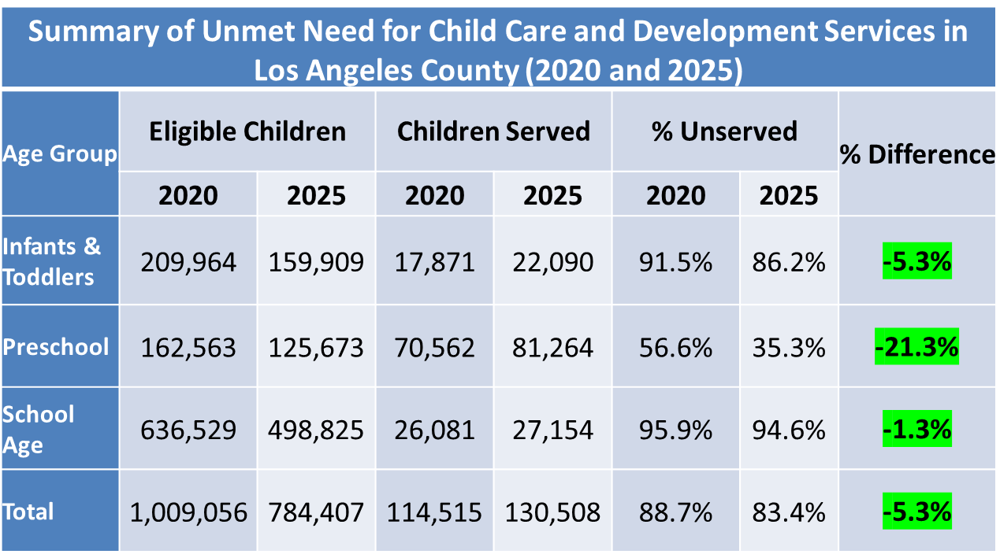 Summary of Unmet Need for Child Care and Development Services in
Los Angeles County (2020 and 2025)
Age Group
Eligible Children
Children Served
% Unserved
% Difference
2020
2025
2020
2025
2020
2025
Infants &
Toddlers
209,964
159,909
17,871
22,090
91.5%
86.2%
-5.3%
Preschool
162,563
125,673
70,562
81,264
56.6%
35.3%
-21.3%
School
Age
636,529
498,825
26,081
27,154
95.9%
94.6%
-1.3%
Total
1,009,056
784,407
114,515
130,508
88.7%
83.4%
-5.3%